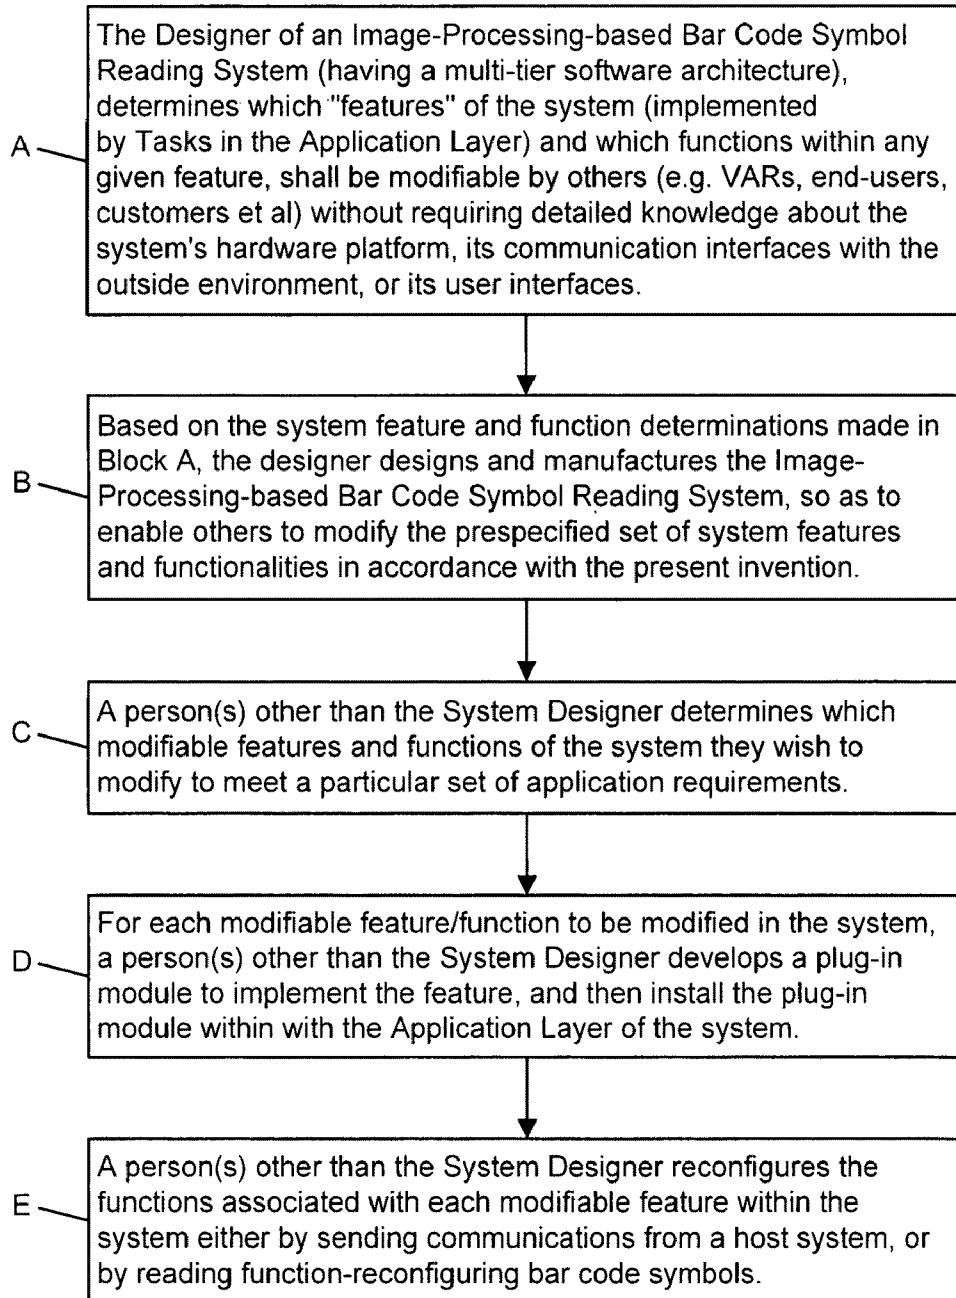 The Designer of an Image-Processing-based Bar Code Symbol
Reading System (having a multi-tier software architecture),
determines which "features" of the system (implemented
by Tasks in the Application Layer) and which functions within any
A
given feature, shall be modifiable by others (e.g. VARs, end-users,
customers et al) without requiring detailed knowledge about the
system's hardware platform, its communication interfaces with the
outside environment, or its user interfaces.
Based on the system feature and function determinations made in
Block A, the designer designs and manufactures the Image-
B
Processing-based Bar Code Symbol Reading System, so as to
enable others to modify the prespecified set of system features
and functionalities in accordance with the present invention.
A person(s) other than the System Designer determines which
C
modifiable features and functions of the system they wish to
modify to meet a particular set of application requirements.
For each modifiable feature/function to be modified in the system,
D
a person(s) other than the System Designer develops a plug-in
module to implement the feature, and then install the plug-in
module within with the Application Layer of the system.
A person(s) other than the System Designer reconfigures the
E
functions associated with each modifiable feature within the
system either by sending communications from a host system, or
by reading function-reconfiguring bar code symbols.